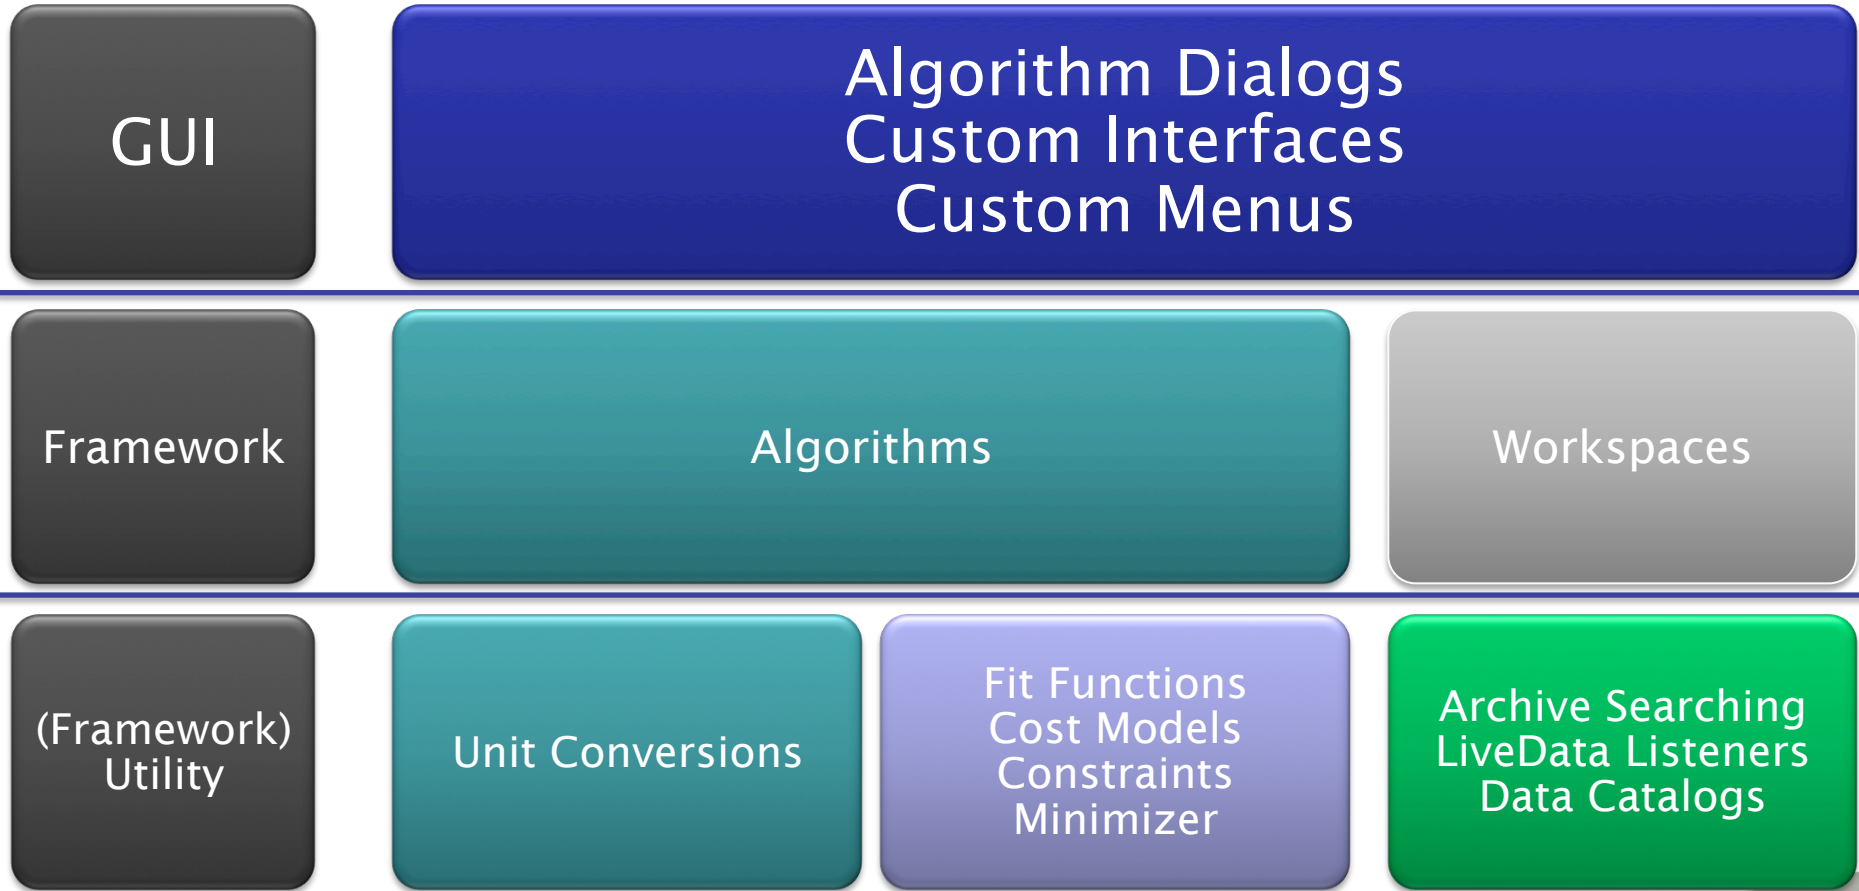 GUI
Algorithm Dialogs
Custom Interfaces
Custom Menus
Framework
Algorithms
Workspaces
(Framework)
Utility
Unit Conversions
Fit Functions
Cost Models
Constraints
Minimizer
Archive Searching
LiveData Listeners
Data Catalogs